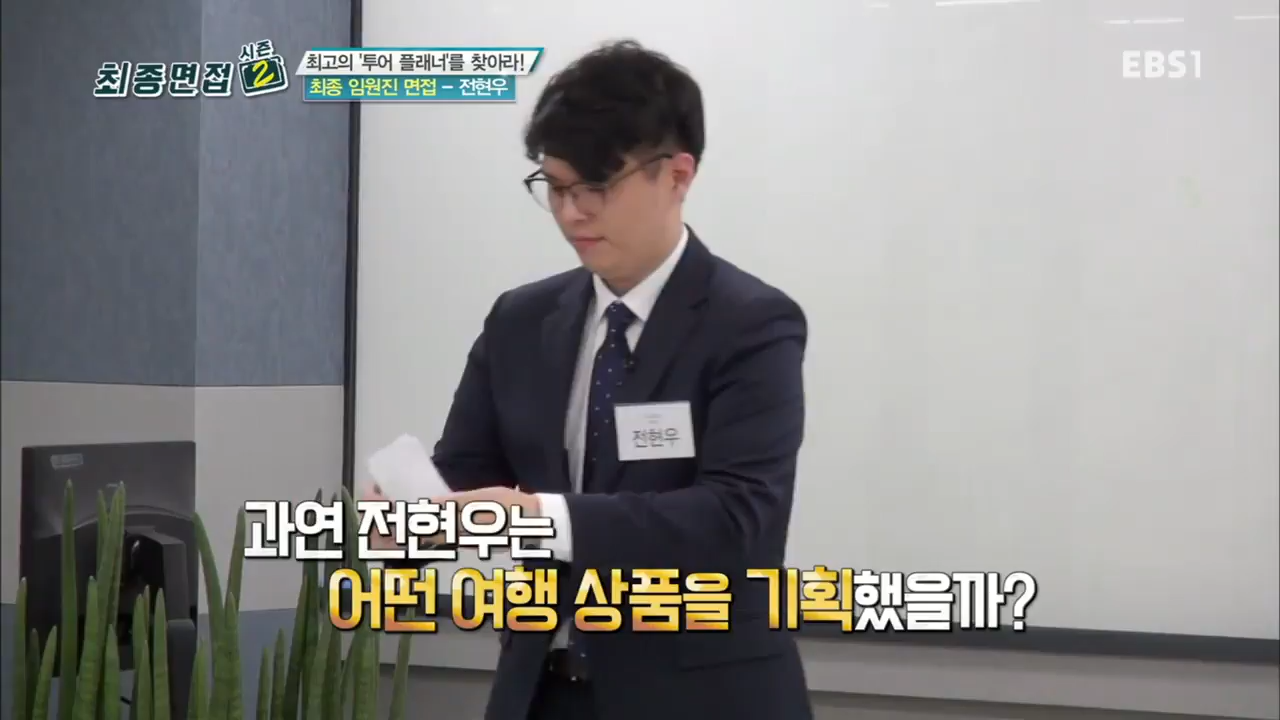 최종면접 시즌 2
최고의 '투어 플래너'를 찾아라!
최종 임원진 면접 - 전현우
EBS1
전현우
과연 전현우는
어떤 여행 상품을 기획했을까?